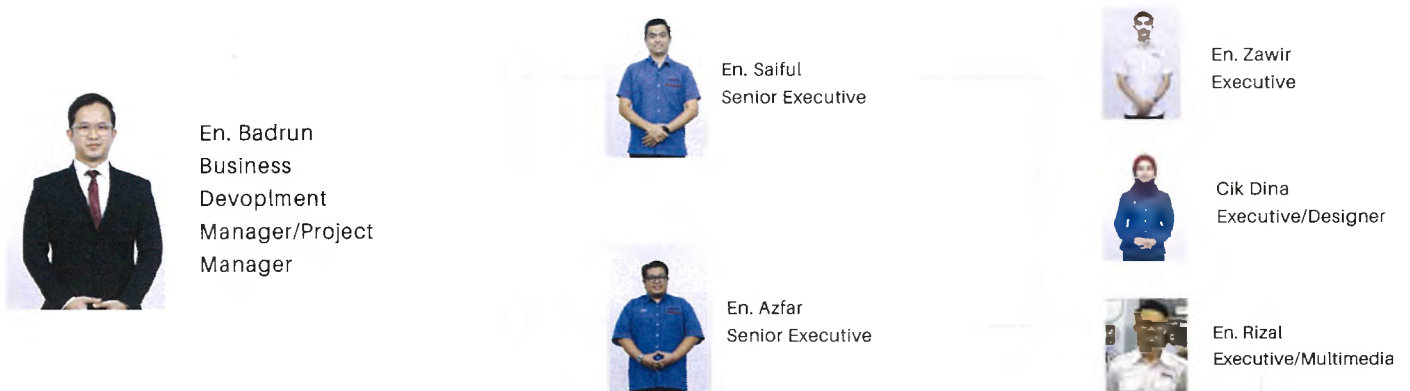 En. Badrun
Business
Devoplment
Manager/Project
Manager
En. Saiful
Senior Executive
En. Azfar
Senior Executive
En. Zawir
Executive
Cik Dina
Executive/Designer
En. Rizal
Executive/Multimedia